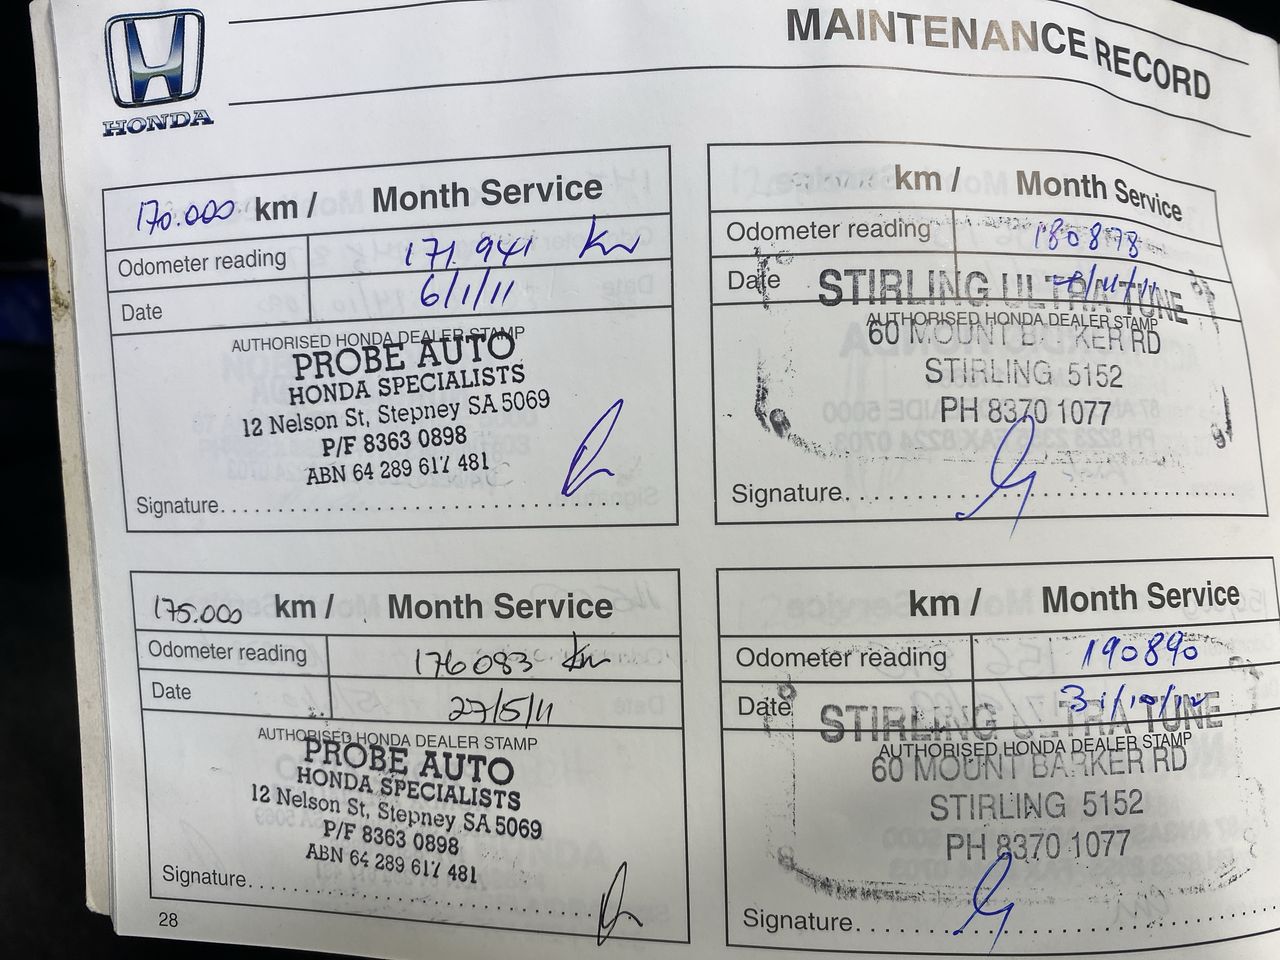 MAINTENANCE RECORD
HONDA
170.000 km / Month Service
Odometer reading 171 941 km
Date 6/1/11
AUTHORISED HONDA DEALER STAMP
PROBE AUTO
HONDA SPECIALISTS
12 Nelson St, Stepney SA 5069
P/F 8363 0898
ABN 64 289 617 481
Signature
km / Month Service
Odometer reading 180878
Date
STIRLING ULTRA TUNE
AUTHORISED HONDA DEALER STAMP
60 MOUNT BARKER RD
STIRLING 5152
PH 8370 1077
Signature
175.000 km / Month Service
Odometer reading 176083 km
Date 27/5/11
AUTHORISED HONDA DEALER STAMP
PROBE AUTO
HONDA SPECIALISTS
12 Nelson St, Stepney SA 5069
P/F 8363 0898
ABN 64 289 617 481
Signature
km / Month Service
Odometer reading 190890
Date 31/10/12
STIRLING ULTRA TUNE
AUTHORISED HONDA DEALER STAMP
60 MOUNT BARKER RD
STIRLING 5152
PH 8370 1077
Signature
28